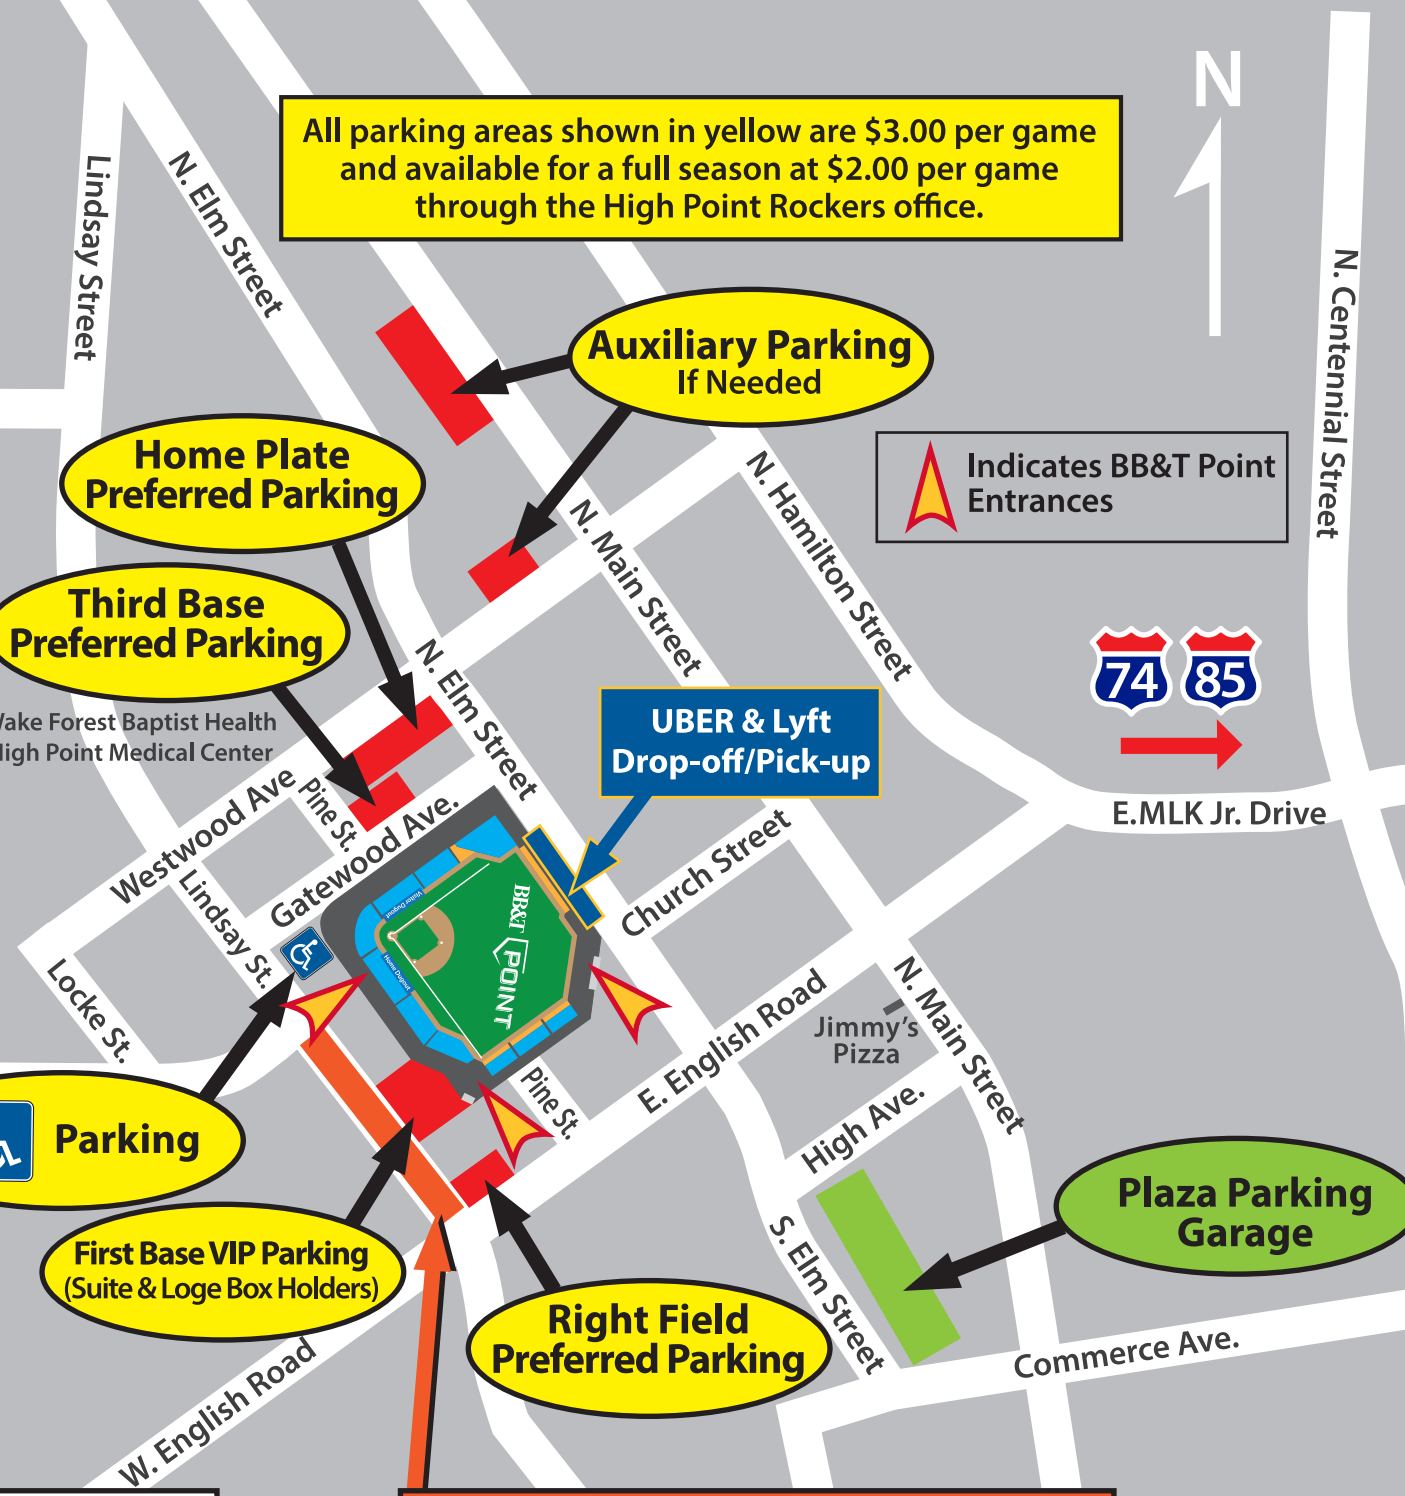 N
All parking areas shown in yellow are $3.00 per game
and available for a full season at $2.00 per game
through the High Point Rockers office.
Lindsay Street
N. Elm Street
N. Centennial Street
Auxiliary Parking
If Needed
Home Plate
Preferred Parking
Indicates BB&T Point
Entrances
N. Hamilton Street
N. Main Street
Third Base
Preferred Parking
N. Elm Street
74
85
UBER & Lyft
Drop-off/Pick-up
Wake Forest Baptist Health
High Point Medical Center
Westwood Ave
Pine St.
Gatewood Ave.
E.MLK Jr. Drive
Church Street
Lindsay St.
Visitor Dugout
Home Dugout
BB&T
POINT
Locke St.
E. English Road
N. Main Street
Jimmy's
Pizza
Pine St.
High Ave.
Parking
Plaza Parking
Garage
First Base VIP Parking
(Suite & Loge Box Holders)
S. Elm Street
Right Field
Preferred Parking
Commerce Ave.
W. English Road